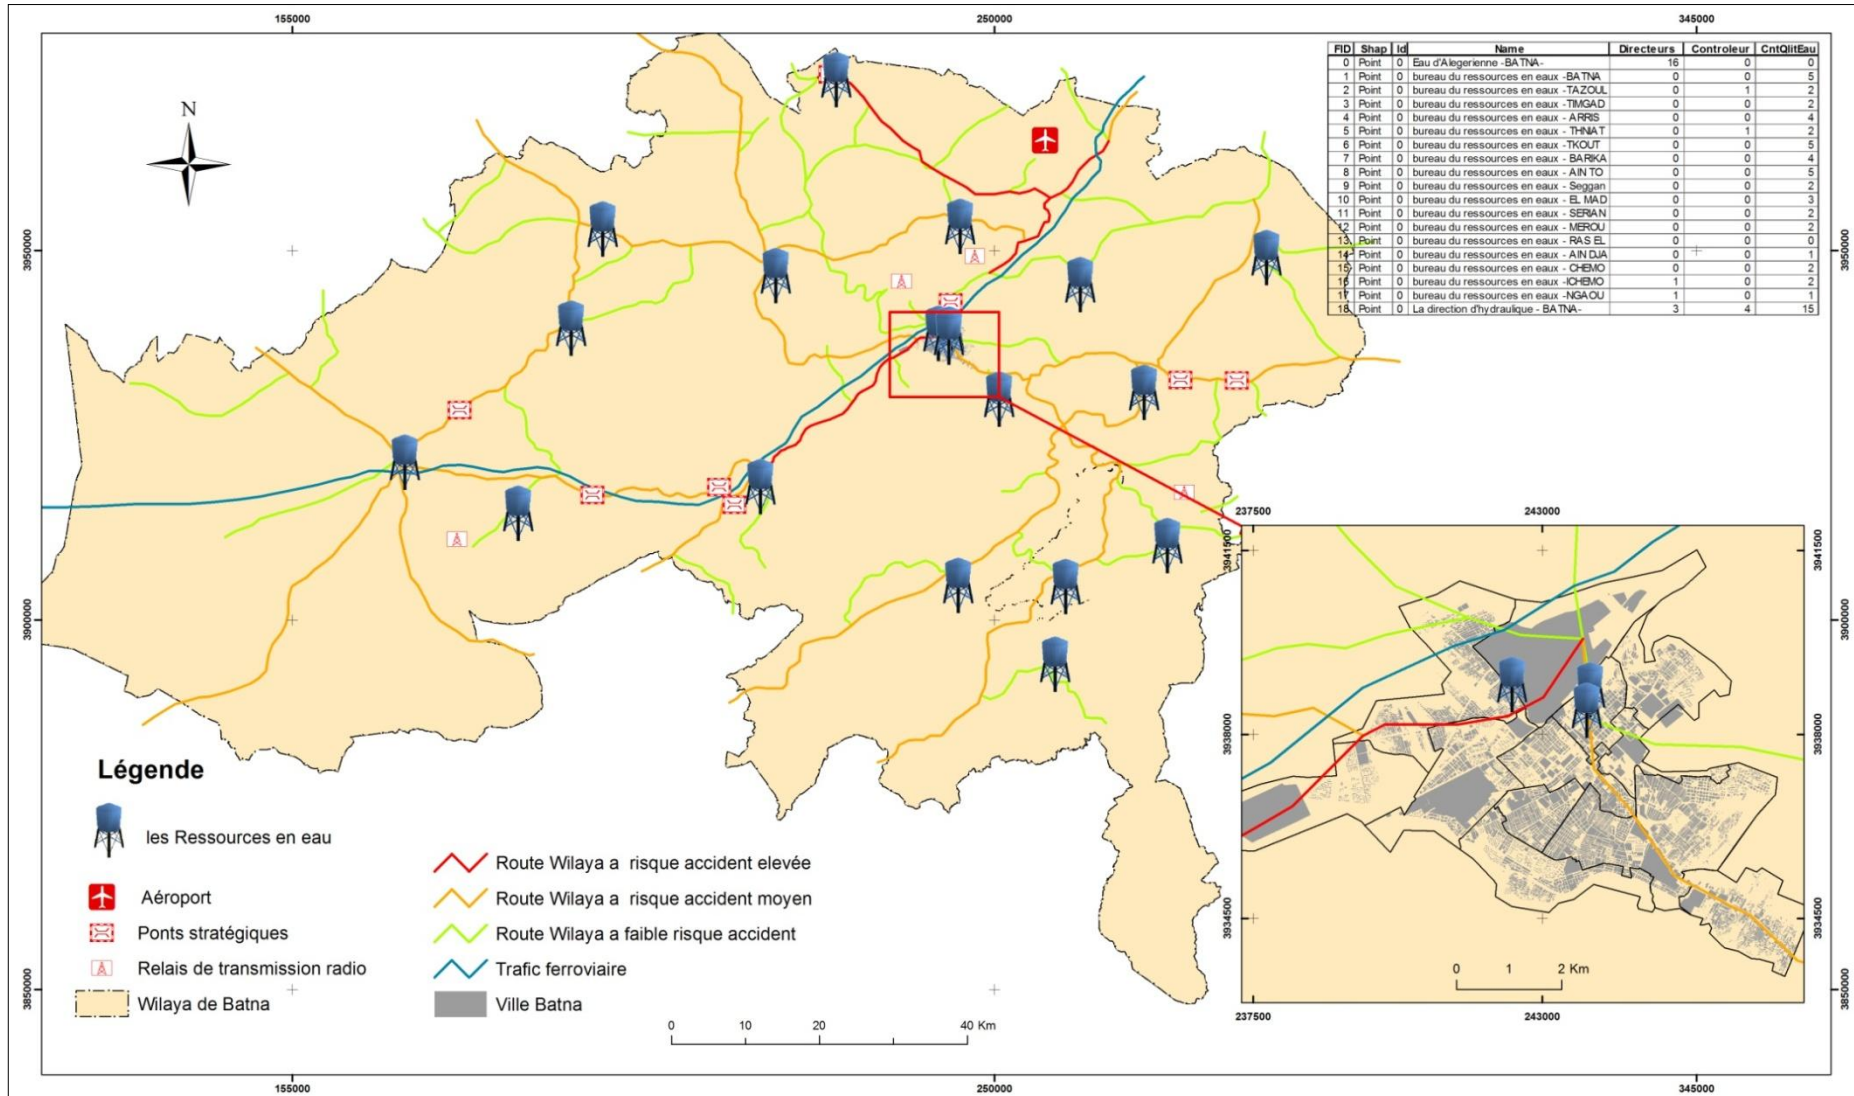 155000 250000 345000
N
FID Shap Id Name Directeurs Controleur CntQlitEau
0 Point 0 Eau d'Alegerienne -BATNA- 16 0 0
1 Point 0 bureau du ressources en eaux -BATNA 0 0 5
2 Point 0 bureau du ressources en eaux -TAZOUL 0 1 2
3 Point 0 bureau du ressources en eaux -TIMGAD 0 0 2
4 Point 0 bureau du ressources en eaux - ARRIS 0 0 4
5 Point 0 bureau du ressources en eaux - THNIAT 0 1 2
6 Point 0 bureau du ressources en eaux -TKOUT 0 0 5
7 Point 0 bureau du ressources en eaux - BARIKA 0 0 4
8 Point 0 bureau du ressources en eaux - AIN TO 0 0 5
9 Point 0 bureau du ressources en eaux - Seggan 0 0 2
10 Point 0 bureau du ressources en eaux - EL MAD 0 0 3
11 Point 0 bureau du ressources en eaux - SERIAN 0 0 2
12 Point 0 bureau du ressources en eaux - MEROU 0 0 2
13 Point 0 bureau du ressources en eaux - RAS EL 0 0 0
14 Point 0 bureau du ressources en eaux - AIN DJA 0 0 1
15 Point 0 bureau du ressources en eaux - CHEMO 0 0 2
16 Point 0 bureau du ressources en eaux -ICHEMO 1 0 2
17 Point 0 bureau du ressources en eaux -NGAOU 1 0 1
18 Point 0 La direction d'hydraulique - BATNA- 3 4 15
3950000 3950000
3900000 3900000
3850000 3850000
237500 243000
3941500 3941500
3938000 3938000
3934500 3934500
0 1 2 Km
237500 243000
Légende
les Ressources en eau
Aéroport
Ponts stratégiques
Relais de transmission radio
Wilaya de Batna
Route Wilaya a risque accident elevée
Route Wilaya a risque accident moyen
Route Wilaya a faible risque accident
Trafic ferroviaire
Ville Batna
0 10 20 40 Km
155000 250000 345000